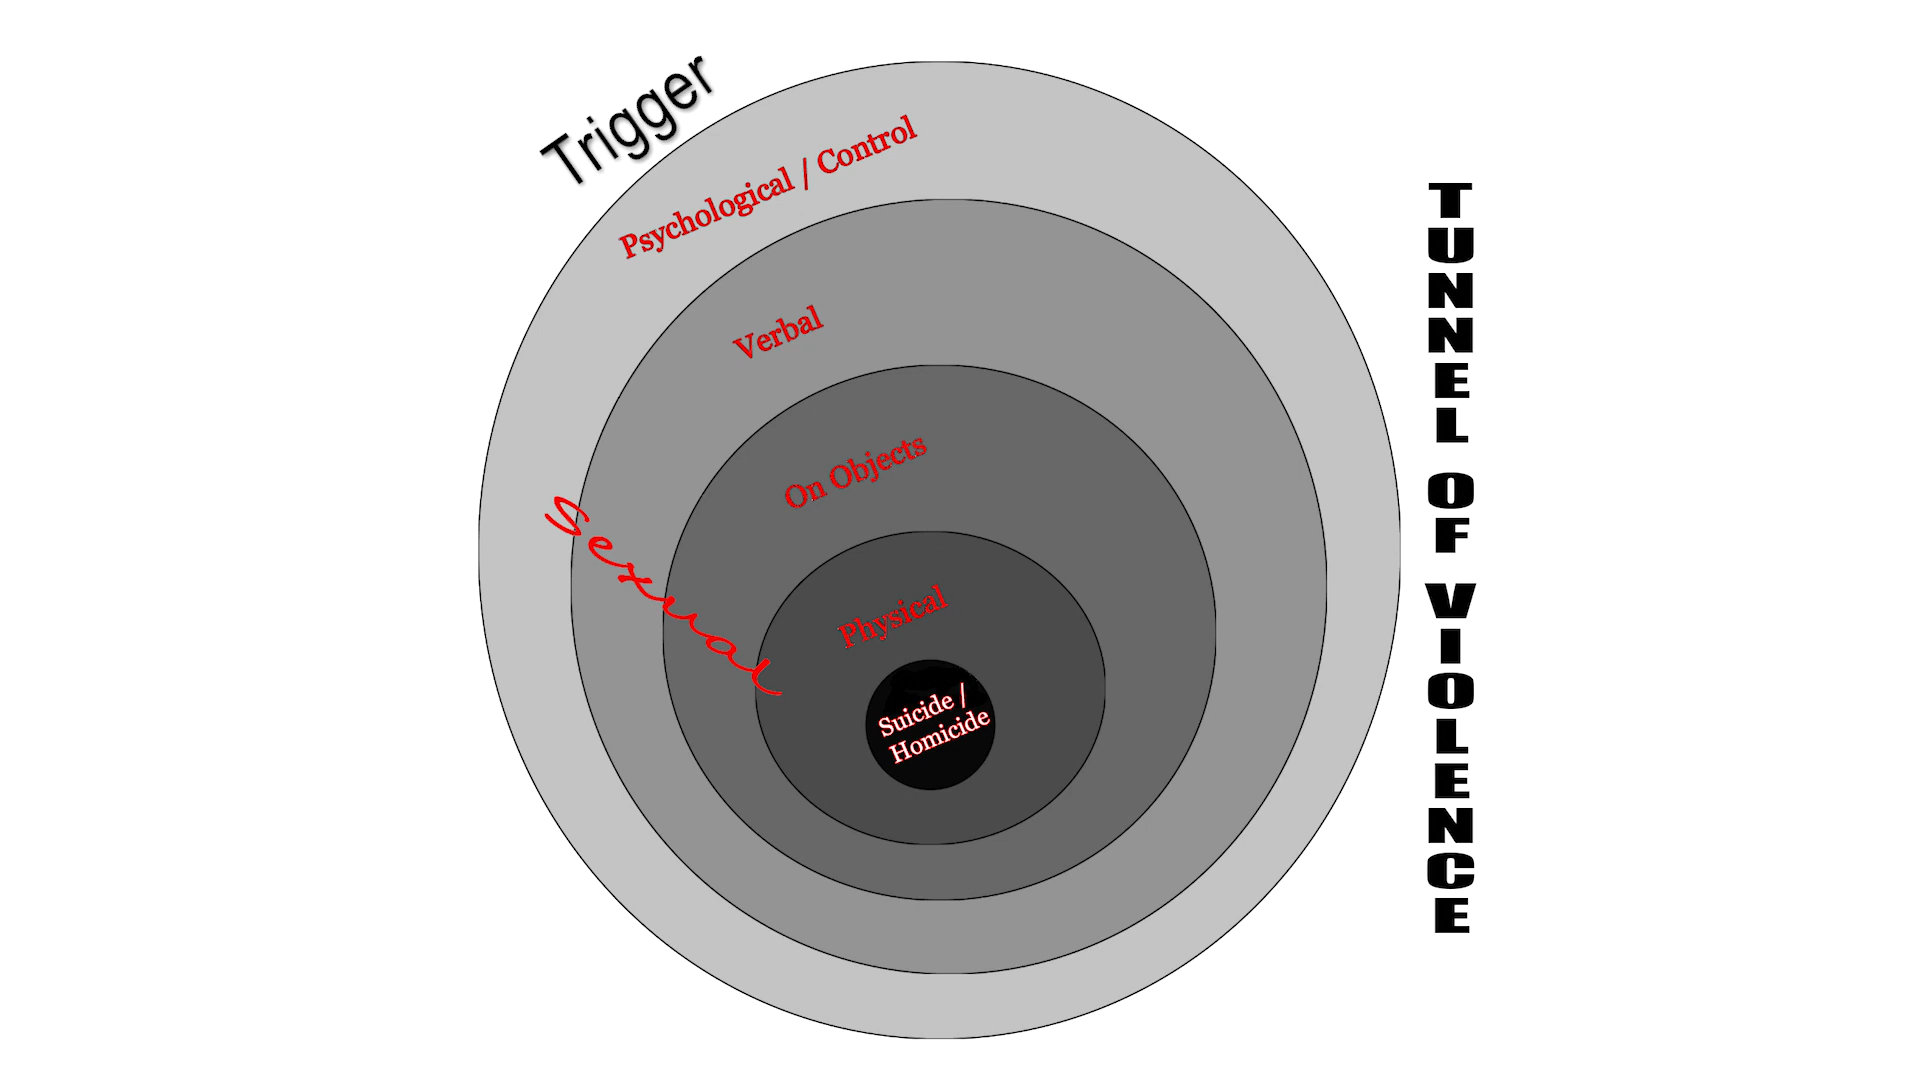 Trigger
Psychological / Control
Verbal
On Objects
Sexual
Physical
Suicide /
Homicide
TUNNEL OF VIOLENCE